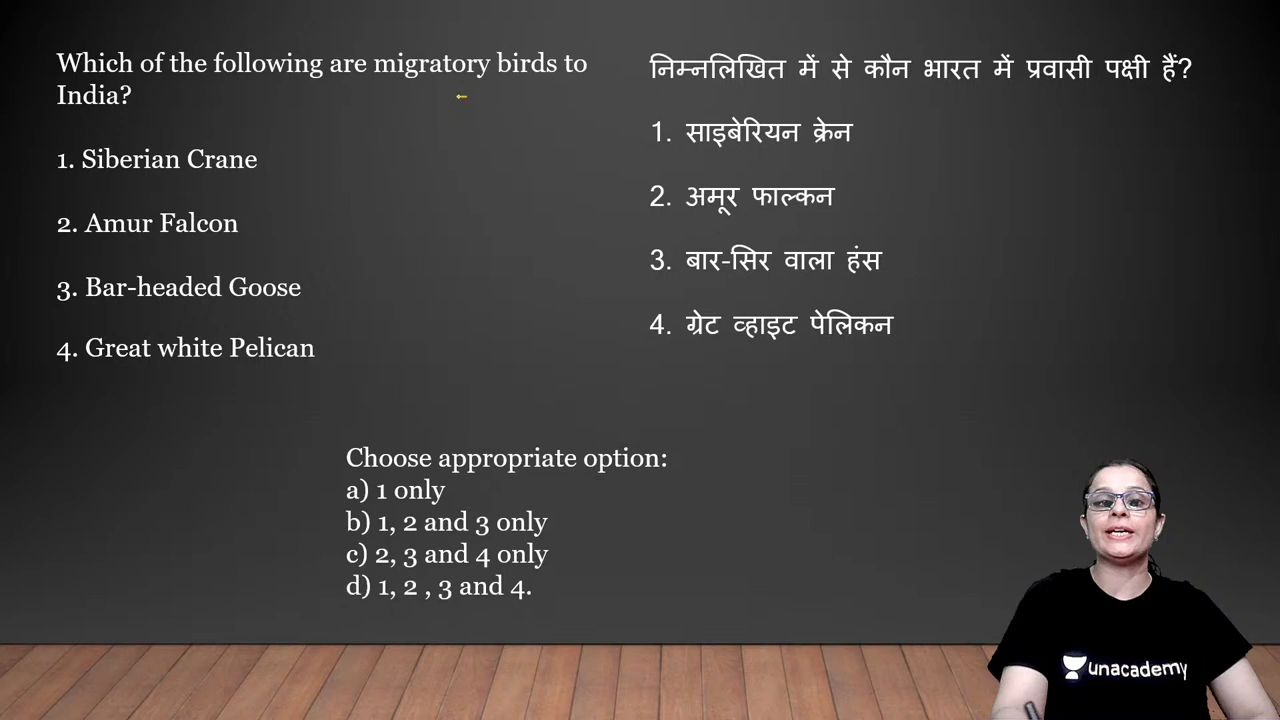 Which of the following are migratory birds to
India?
1. Siberian Crane
2. Amur Falcon
3. Bar-headed Goose
4. Great white Pelican
निम्नलिखित में से कौन भारत में प्रवासी पक्षी हैं?
1. साइबेरियन क्रेन
2. अमूर फाल्कन
3. बार-सिर वाला हंस
4. ग्रेट व्हाइट पेलिकन
Choose appropriate option:
a) 1 only
b) 1, 2 and 3 only
c) 2, 3 and 4 only
d) 1, 2 , 3 and 4.
unacademy